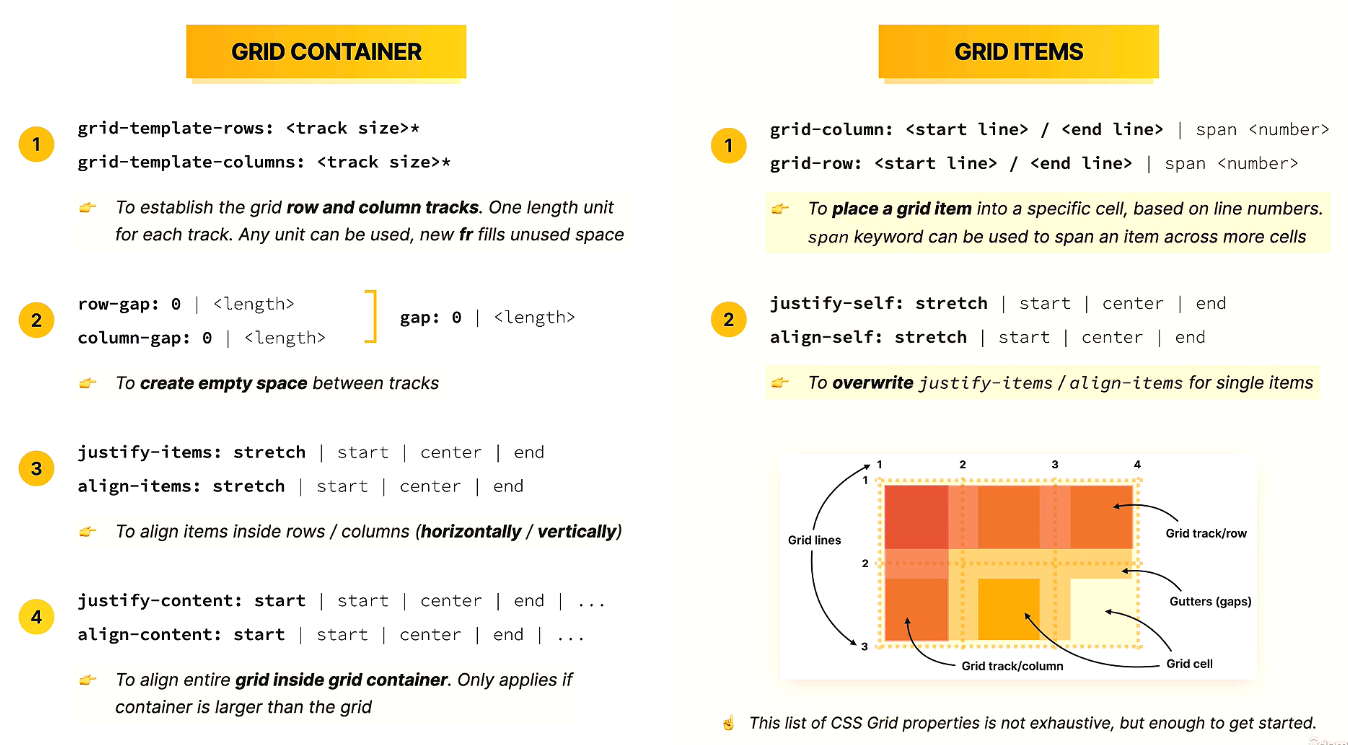 GRID CONTAINER
1
grid-template-rows: <track size>*
grid-template-columns: <track size>*
To establish the grid row and column tracks. One length unit
for each track. Any unit can be used, new fr fills unused space
2
row-gap: 0 | <length>
column-gap: 0 | <length>
gap: 0 | <length>
To create empty space between tracks
3
justify-items: stretch | start | center | end
align-items: stretch | start | center | end
To align items inside rows / columns (horizontally / vertically)
4
justify-content: start | start | center | end | ...
align-content: start | start | center | end | ...
To align entire grid inside grid container. Only applies if
container is larger than the grid
GRID ITEMS
1
grid-column: <start line> / <end line> | span <number>
grid-row: <start line> / <end line> | span <number>
To place a grid item into a specific cell, based on line numbers.
span keyword can be used to span an item across more cells
2
justify-self: stretch | start | center | end
align-self: stretch | start | center | end
To overwrite justify-items / align-items for single items
1 2 3 4
1
Grid track/row
Grid lines
2
Gutters (gaps)
3
Grid track/column
Grid cell
This list of CSS Grid properties is not exhaustive, but enough to get started.